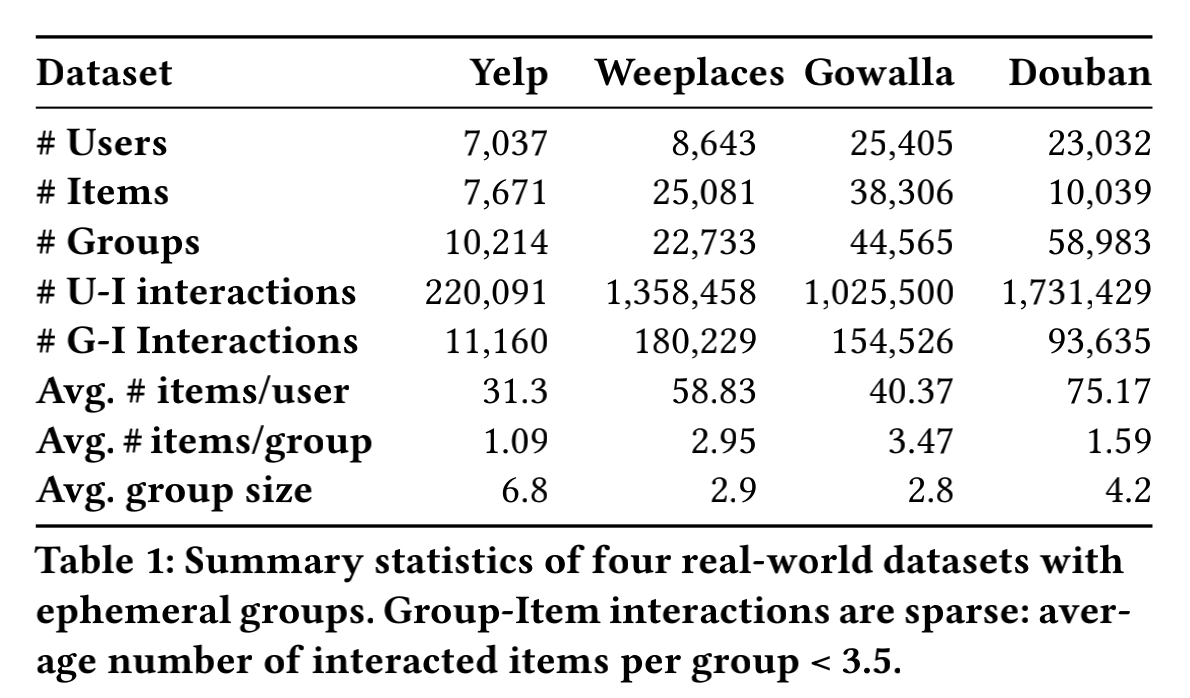 Dataset Yelp Weeplaces Gowalla Douban
# Users 7,037 8,643 25,405 23,032
# Items 7,671 25,081 38,306 10,039
# Groups 10,214 22,733 44,565 58,983
# U-I interactions 220,091 1,358,458 1,025,500 1,731,429
# G-I Interactions 11,160 180,229 154,526 93,635
Avg. # items/user 31.3 58.83 40.37 75.17
Avg. # items/group 1.09 2.95 3.47 1.59
Avg. group size 6.8 2.9 2.8 4.2
Table 1: Summary statistics of four real-world datasets with
ephemeral groups. Group-Item interactions are sparse: aver-
age number of interacted items per group < 3.5.